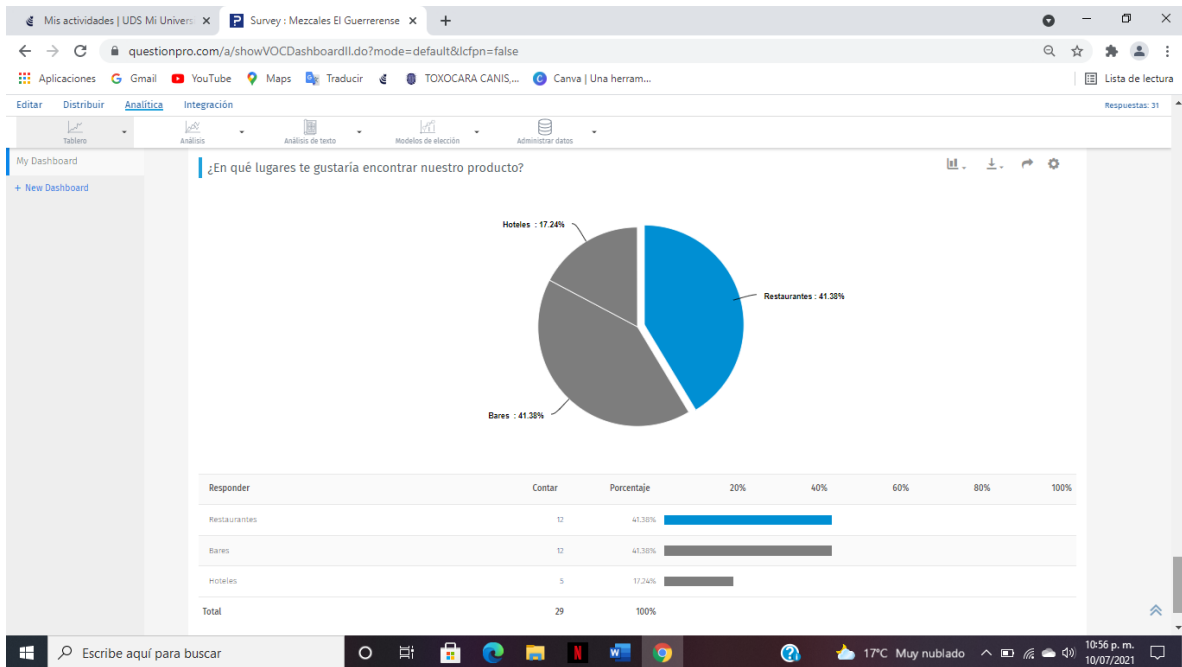 Mis actividades | UDS Mi Univers
Survey : Mezcales El Guerrerense
questionpro.com/a/showVOCDashboardII.do?mode=default&lcfpn=false
Aplicaciones Gmail YouTube Maps Traducir TOXOCARA CANIS,... Canva | Una herram... Lista de lectura
Editar Distribuir Analítica Integración Respuestas: 31
Tablero Análisis Análisis de texto Modelos de elección Administrar datos
My Dashboard
+ New Dashboard
¿En qué lugares te gustaría encontrar nuestro producto?
Hoteles : 17.24%
Restaurantes : 41.38%
Bares : 41.38%
Responder Contar Porcentaje 20% 40% 60% 80% 100%
Restaurantes 12 41.38%
Bares 12 41.38%
Hoteles 5 17.24%
Total 29 100%
Escribe aquí para buscar
17°C Muy nublado
10:56 p. m.
10/07/2021